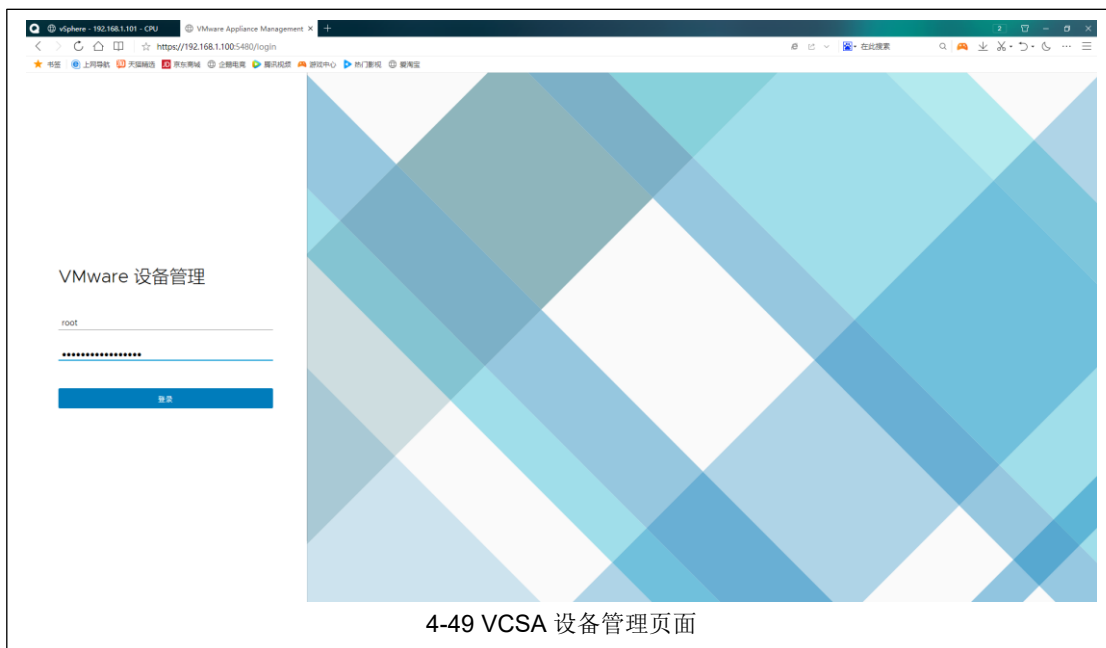 vSphere - 192.168.1.101 - CPU VMware Appliance Management
https://192.168.1.100:5480/login 在此搜索
书签 上网导航 天猫精选 京东商城 企鹅电竞 腾讯视频 游戏中心 热门影视 爱淘宝
VMware 设备管理
root
登录
4-49 VCSA 设备管理页面